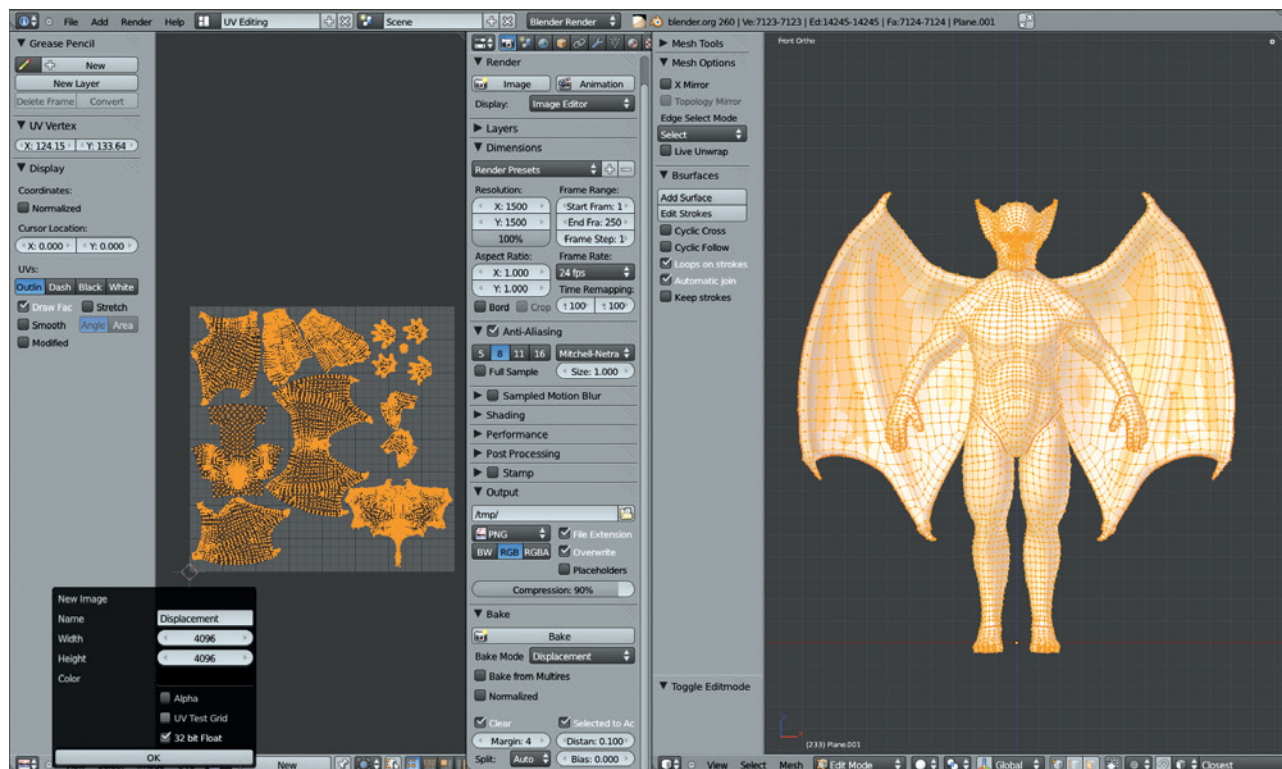 File Add Render Help UV Editing Scene Blender Render blender.org 260 | Ve:7123-7123 | Ed:14245-14245 | Fa:7124-7124 | Plane.001
Grease Pencil
New
New Layer
Delete Frame Convert
UV Vertex
X: 124.15 Y: 133.64
Display
Coordinates:
Normalized
Cursor Location:
X: 0.000 Y: 0.000
UVs:
Outlin Dash Black White
Draw Fac Stretch
Smooth Angle Area
Modified
New Image
Name Displacement
Width 4096
Height 4096
Color
Alpha
UV Test Grid
32 bit Float
OK
New
Render
Image Animation
Display: Image Editor
Layers
Dimensions
Render Presets
Resolution: Frame Range:
X: 1500 Start Fram: 1
Y: 1500 End Fra: 250
100% Frame Step: 1
Aspect Ratio: Frame Rate:
X: 1.000 24 fps
Y: 1.000 Time Remapping:
Bord Crop 100 100
Anti-Aliasing
5 8 11 16 Mitchell-Netra
Full Sample Size: 1.000
Sampled Motion Blur
Shading
Performance
Post Processing
Stamp
Output
/tmp/
PNG File Extension
BW RGB RGBA Overwrite
Placeholders
Compression: 90%
Bake
Bake
Bake Mode Displacement
Bake from Multires
Normalized
Clear Selected to Ac
Margin: 4 Distan: 0.100
Split: Auto Bias: 0.000
Mesh Tools
Mesh Options
X Mirror
Topology Mirror
Edge Select Mode
Select
Live Unwrap
Bsurfaces
Add Surface
Edit Strokes
Cyclic Cross
Cyclic Follow
Loops on strokes
Automatic join
Keep strokes
Toggle Editmode
Front Ortho
(233) Plane.001
View Select Mesh Edit Mode Global Closest